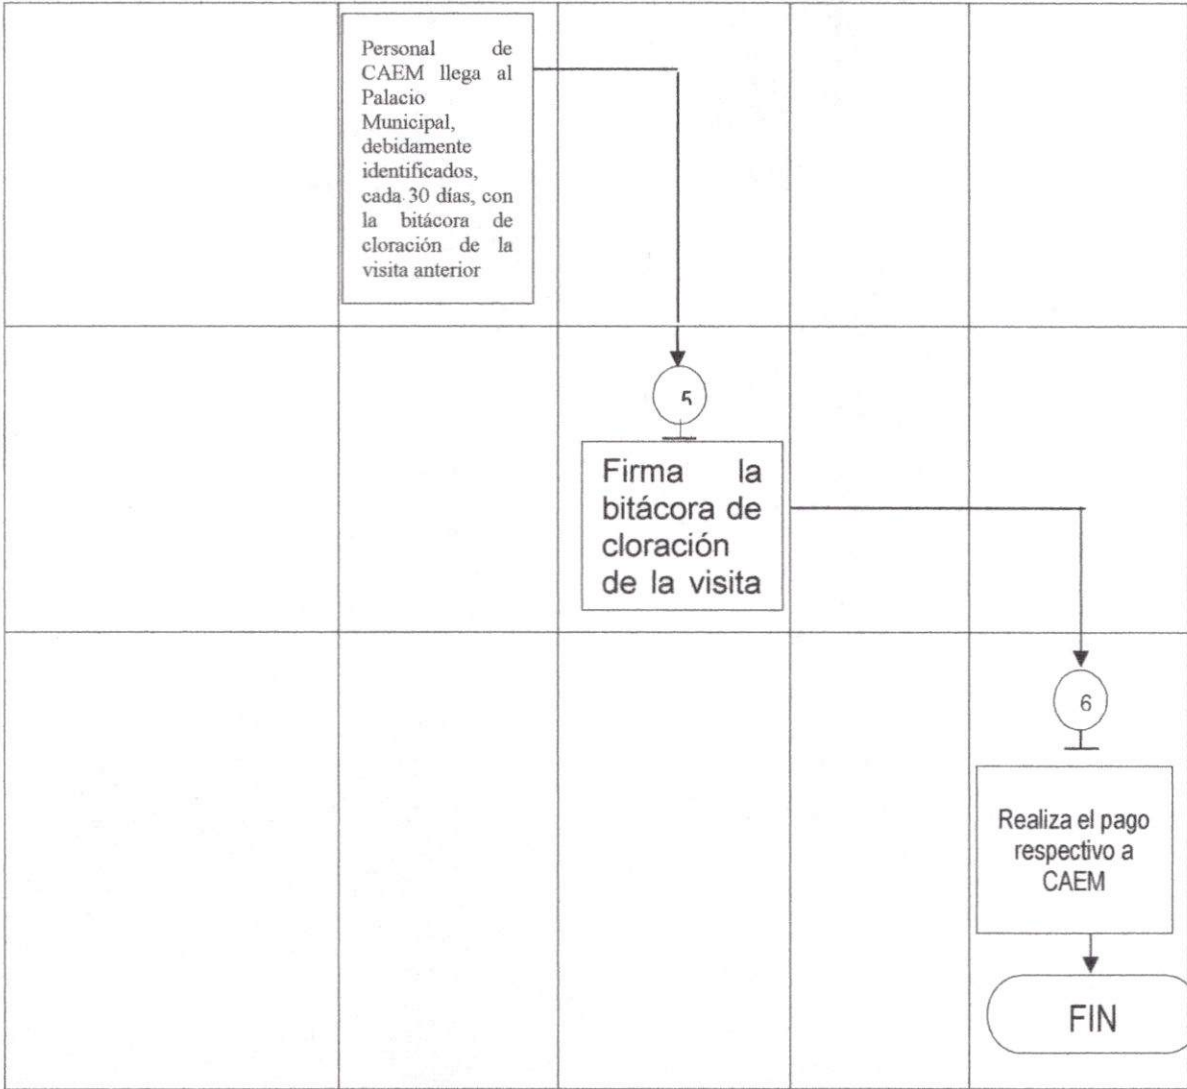 Personal de
CAEM llega al
Palacio
Municipal,
debidamente
identificados,
cada 30 días, con
la bitácora de
cloración de la
visita anterior
5
Firma la
bitácora de
cloración
de la visita
6
Realiza el pago
respectivo a
CAEM
FIN